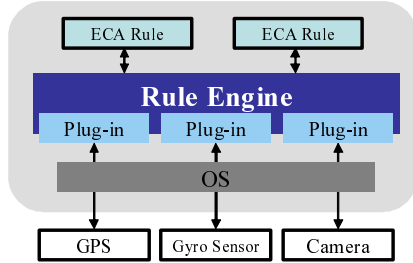 ECA Rule ECA Rule
Rule Engine
Plug-in Plug-in Plug-in
OS
GPS Gyro Sensor Camera